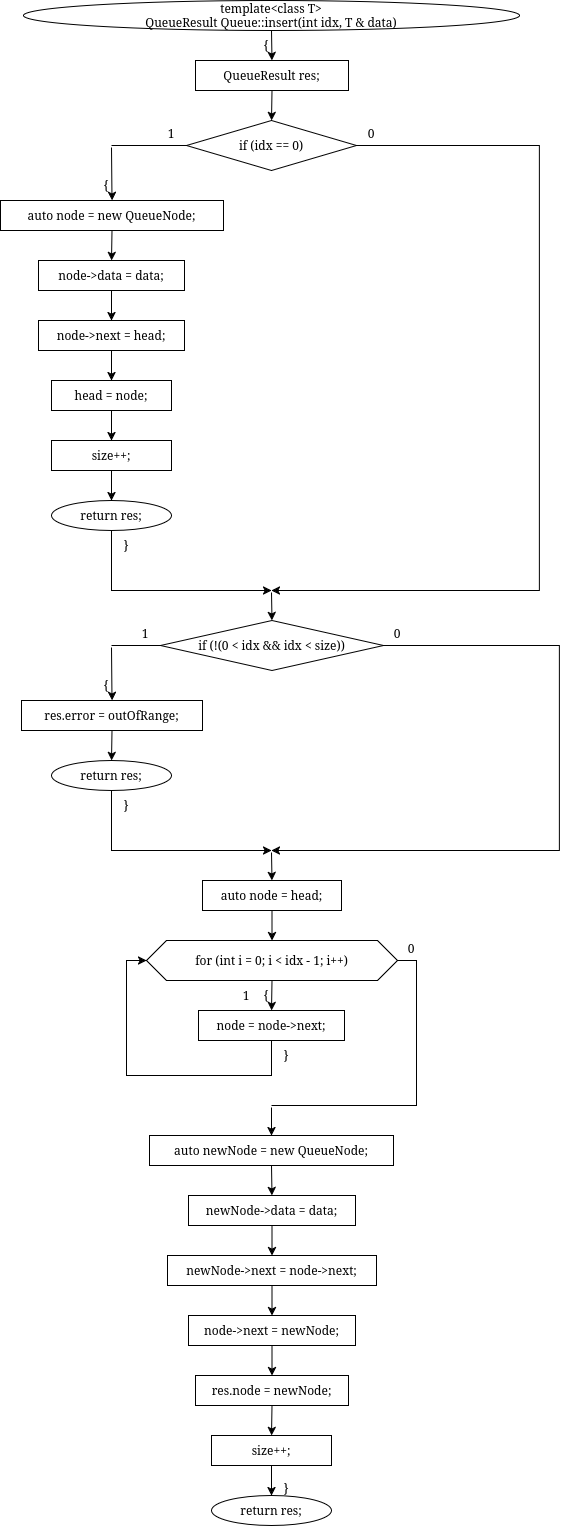 template<class T>
QueueResult Queue::insert(int idx, T & data)
{
QueueResult res;
1
if (idx == 0)
0
{
auto node = new QueueNode;
node->data = data;
node->next = head;
head = node;
size++;
return res;
}
1
if (!(0 < idx && idx < size))
0
{
res.error = outOfRange;
return res;
}
auto node = head;
for (int i = 0; i < idx - 1; i++)
0
1
{
node = node->next;
}
auto newNode = new QueueNode;
newNode->data = data;
newNode->next = node->next;
node->next = newNode;
res.node = newNode;
size++;
}
return res;